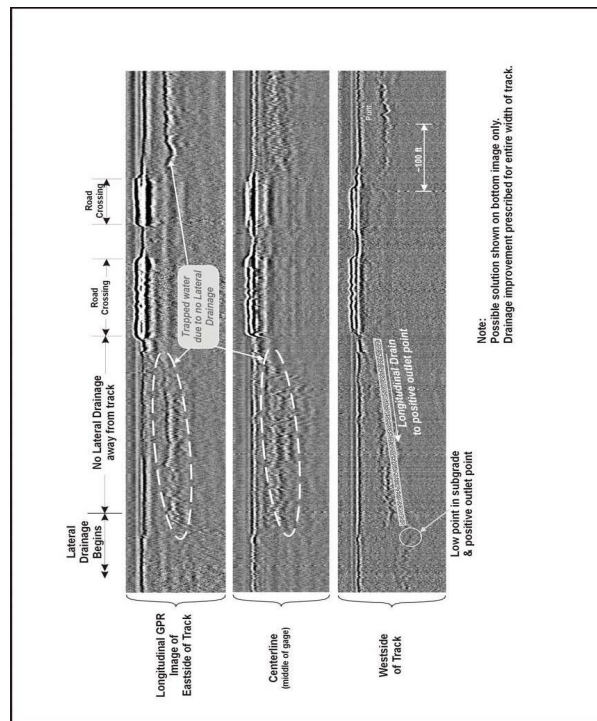 Lateral
Drainage
Begins
No Lateral Drainage
away from track
Road
Crossing
Road
Crossing
Longitudinal GPR
Image of
Eastside of Track
Trapped water
due to no Lateral
Drainage
Centerline
(middle of gage)
Westside
of Track
Longitudinal Drain
to positive outlet point
~100 ft
Low point in subgrade
& positive outlet point
Note:
Possible solution shown on bottom image only.
Drainage improvement prescribed for entire width of track.